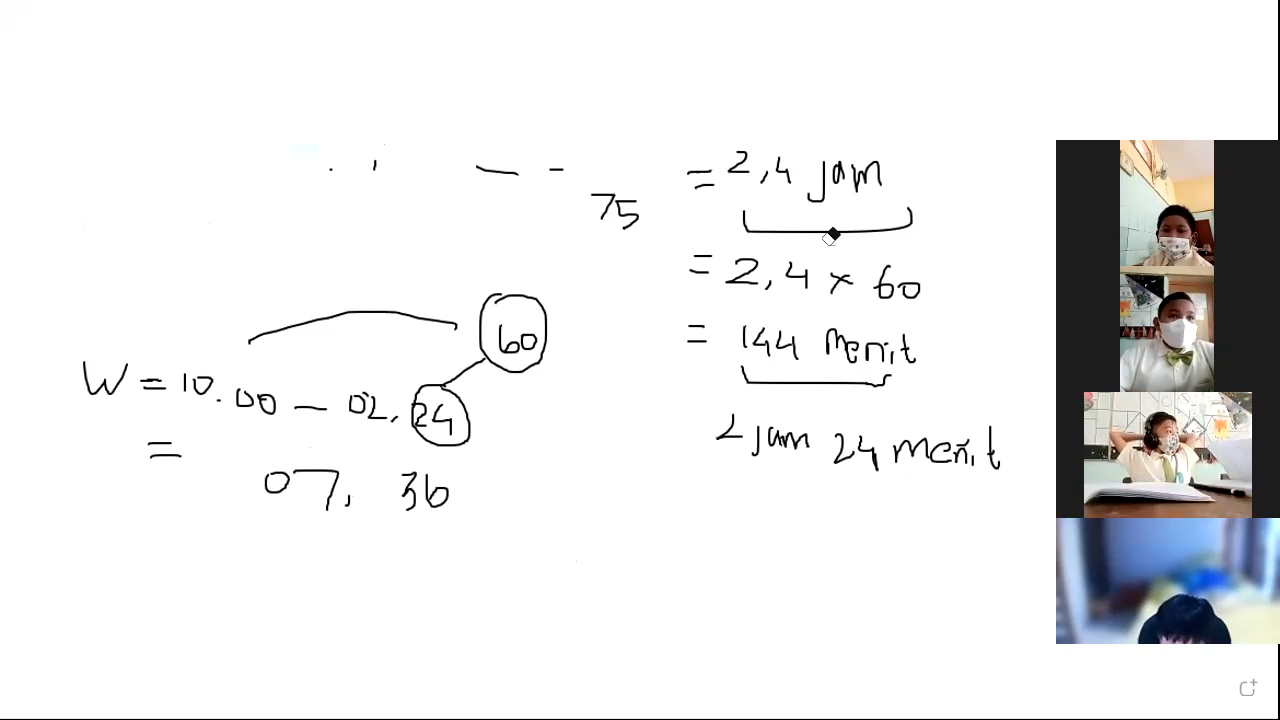 75
= 2,4 jam
= 2,4 x 60
= 144 menit
2 jam 24 menit
60
W = 10.00 — 02.24
=
07.36